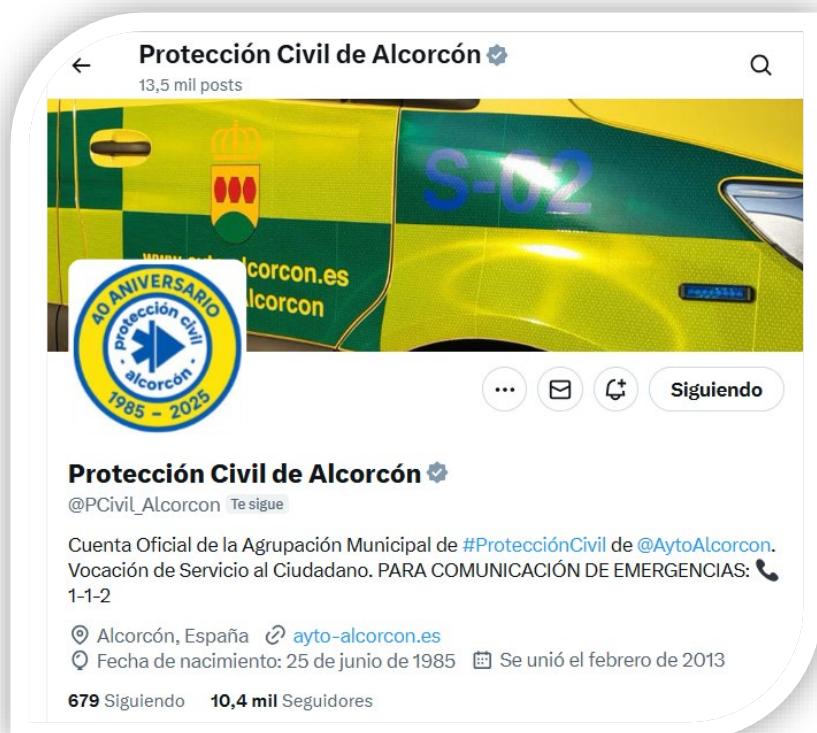 Protección Civil de Alcorcón
13,5 mil posts
S-02
alcorcon.es
lcorcon
40 ANIVERSARIO
protección civil
alcorcón
1985 – 2025
Siguiendo
Protección Civil de Alcorcón
@PCivil_Alcorcon Te sigue
Cuenta Oficial de la Agrupación Municipal de #ProtecciónCivil de @AytoAlcorcon.
Vocación de Servicio al Ciudadano. PARA COMUNICACIÓN DE EMERGENCIAS: 📞
1-1-2
Alcorcón, España ayto-alcorcon.es
Fecha de nacimiento: 25 de junio de 1985 Se unió el febrero de 2013
679 Siguiendo 10,4 mil Seguidores